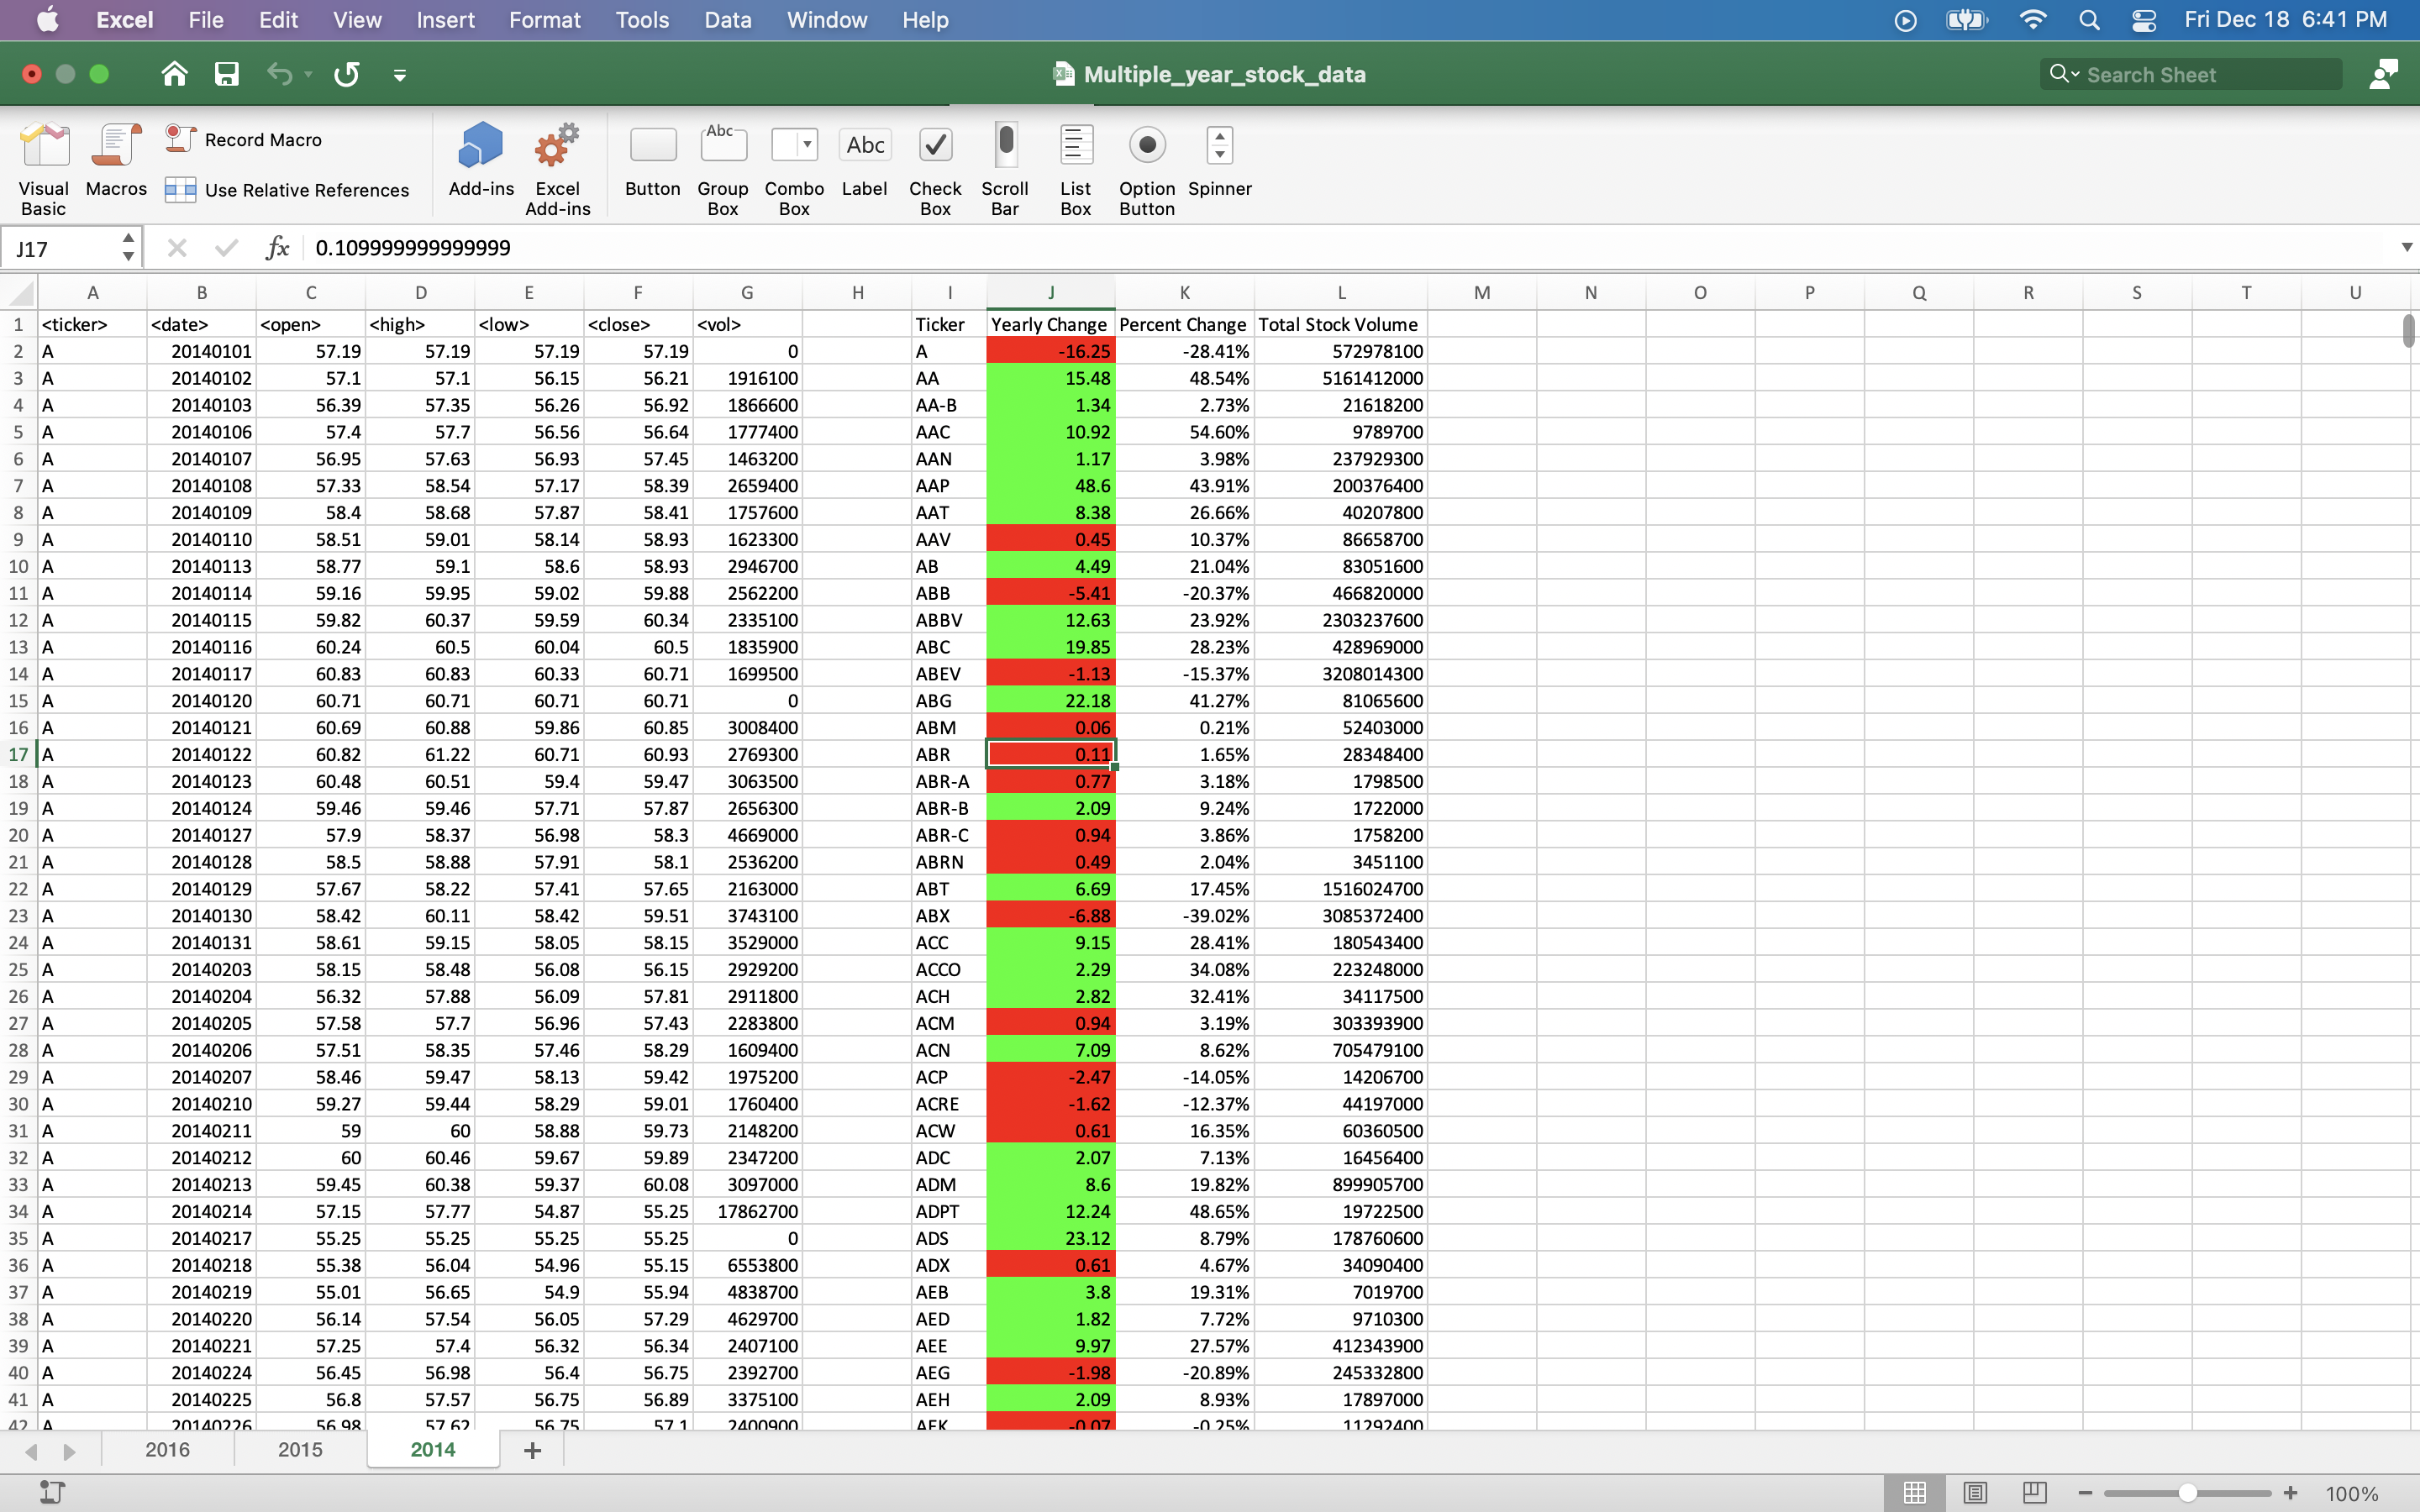 Excel File Edit View Insert Format Tools Data Window Help Fri Dec 18 6:41 PM
Multiple_year_stock_data Search Sheet
Visual Basic Macros Record Macro Use Relative References Add-ins Excel Add-ins Button Group Box Combo Box Abc Label Check Box Scroll Bar List Box Option Button Spinner
J17 fx 0.109999999999999
A B C D E F G H I J K L M N O P Q R S T U
1 <ticker> <date> <open> <high> <low> <close> <vol> Ticker Yearly Change Percent Change Total Stock Volume
2 A 20140101 57.19 57.19 57.19 57.19 0 A -16.25 -28.41% 572978100
3 A 20140102 57.1 57.1 56.15 56.21 1916100 AA 15.48 48.54% 5161412000
4 A 20140103 56.39 57.35 56.26 56.92 1866600 AA-B 1.34 2.73% 21618200
5 A 20140106 57.4 57.7 56.56 56.64 1777400 AAC 10.92 54.60% 9789700
6 A 20140107 56.95 57.63 56.93 57.45 1463200 AAN 1.17 3.98% 237929300
7 A 20140108 57.33 58.54 57.17 58.39 2659400 AAP 48.6 43.91% 200376400
8 A 20140109 58.4 58.68 57.87 58.41 1757600 AAT 8.38 26.66% 40207800
9 A 20140110 58.51 59.01 58.14 58.93 1623300 AAV 0.45 10.37% 86658700
10 A 20140113 58.77 59.1 58.6 58.93 2946700 AB 4.49 21.04% 83051600
11 A 20140114 59.16 59.95 59.02 59.88 2562200 ABB -5.41 -20.37% 466820000
12 A 20140115 59.82 60.37 59.59 60.34 2335100 ABBV 12.63 23.92% 2303237600
13 A 20140116 60.24 60.5 60.04 60.5 1835900 ABC 19.85 28.23% 428969000
14 A 20140117 60.83 60.83 60.33 60.71 1699500 ABEV -1.13 -15.37% 3208014300
15 A 20140120 60.71 60.71 60.71 60.71 0 ABG 22.18 41.27% 81065600
16 A 20140121 60.69 60.88 59.86 60.85 3008400 ABM 0.06 0.21% 52403000
17 A 20140122 60.82 61.22 60.71 60.93 2769300 ABR 0.11 1.65% 28348400
18 A 20140123 60.48 60.51 59.4 59.47 3063500 ABR-A 0.77 3.18% 1798500
19 A 20140124 59.46 59.46 57.71 57.87 2656300 ABR-B 2.09 9.24% 1722000
20 A 20140127 57.9 58.37 56.98 58.3 4669000 ABR-C 0.94 3.86% 1758200
21 A 20140128 58.5 58.88 57.91 58.1 2536200 ABRN 0.49 2.04% 3451100
22 A 20140129 57.67 58.22 57.41 57.65 2163000 ABT 6.69 17.45% 1516024700
23 A 20140130 58.42 60.11 58.42 59.51 3743100 ABX -6.88 -39.02% 3085372400
24 A 20140131 58.61 59.15 58.05 58.15 3529000 ACC 9.15 28.41% 180543400
25 A 20140203 58.15 58.48 56.08 56.15 2929200 ACCO 2.29 34.08% 223248000
26 A 20140204 56.32 57.88 56.09 57.81 2911800 ACH 2.82 32.41% 34117500
27 A 20140205 57.58 57.7 56.96 57.43 2283800 ACM 0.94 3.19% 303393900
28 A 20140206 57.51 58.35 57.46 58.29 1609400 ACN 7.09 8.62% 705479100
29 A 20140207 58.46 59.47 58.13 59.42 1975200 ACP -2.47 -14.05% 14206700
30 A 20140210 59.27 59.44 58.29 59.01 1760400 ACRE -1.62 -12.37% 44197000
31 A 20140211 59 60 58.88 59.73 2148200 ACW 0.61 16.35% 60360500
32 A 20140212 60 60.46 59.67 59.89 2347200 ADC 2.07 7.13% 16456400
33 A 20140213 59.45 60.38 59.37 60.08 3097000 ADM 8.6 19.82% 899905700
34 A 20140214 57.15 57.77 54.87 55.25 17862700 ADPT 12.24 48.65% 19722500
35 A 20140217 55.25 55.25 55.25 55.25 0 ADS 23.12 8.79% 178760600
36 A 20140218 55.38 56.04 54.96 55.15 6553800 ADX 0.61 4.67% 34090400
37 A 20140219 55.01 56.65 54.9 55.94 4838700 AEB 3.8 19.31% 7019700
38 A 20140220 56.14 57.54 56.05 57.29 4629700 AED 1.82 7.72% 9710300
39 A 20140221 57.25 57.4 56.32 56.34 2407100 AEE 9.97 27.57% 412343900
40 A 20140224 56.45 56.98 56.4 56.75 2392700 AEG -1.98 -20.89% 245332800
41 A 20140225 56.8 57.57 56.75 56.89 3375100 AEH 2.09 8.93% 17897000
42 A 20140226 56.98 57.62 56.75 57.1 2400900 AEK -0.07 -0.25% 11292400
2016 2015 2014 +
100%